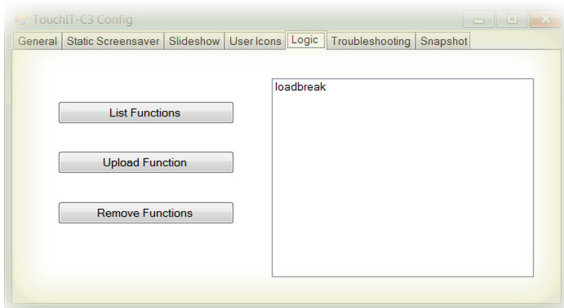 TouchIT-C3 Config
General Static Screensaver Slideshow User Icons Logic Troubleshooting Snapshot
loadbreak
List Functions
Upload Function
Remove Functions